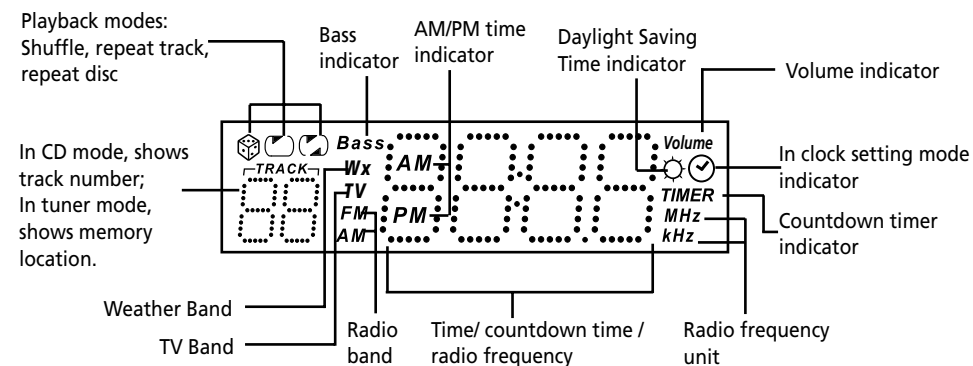 Playback modes:
Shuffle, repeat track,
repeat disc
Bass
indicator
AM/PM time
indicator
Daylight Saving
Time indicator
Volume indicator
In CD mode, shows
track number;
In tuner mode,
shows memory
location.
TRACK
Bass
Wx
TV
FM
AM
AM
PM
Volume
TIMER
MHz
kHz
In clock setting mode
indicator
Countdown timer
indicator
Weather Band
TV Band
Radio
band
Time/ countdown time /
radio frequency
Radio frequency
unit